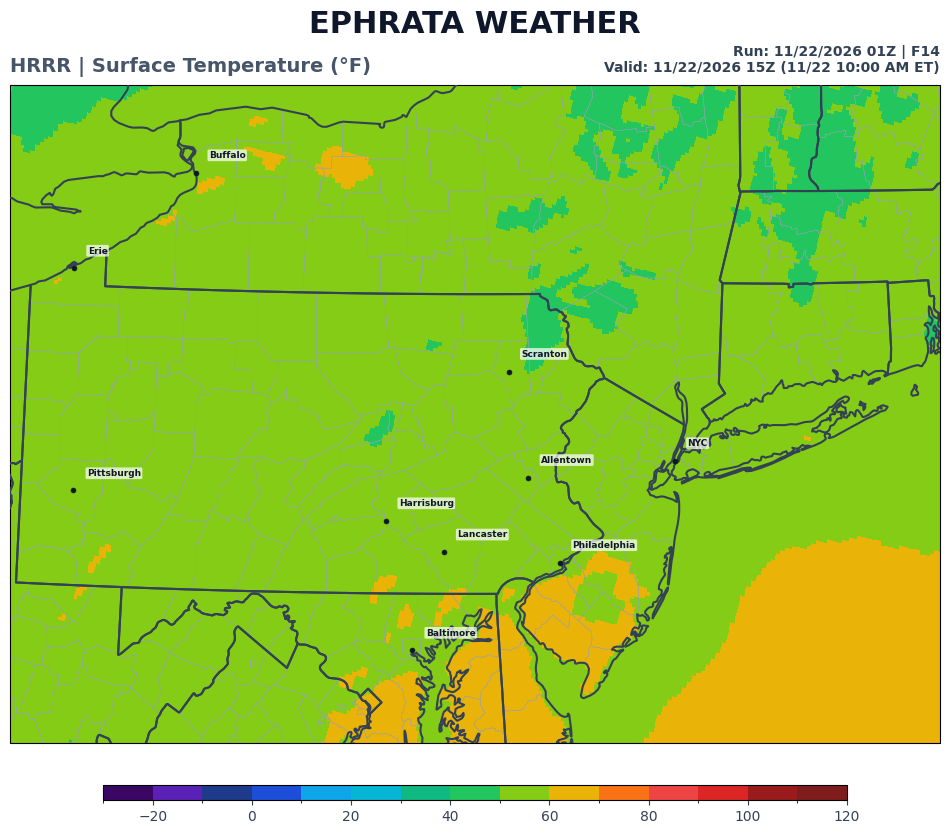 EPHRATA WEATHER
HRRR | Surface Temperature (°F)
Run: 11/22/2026 01Z | F14
Valid: 11/22/2026 15Z (11/22 10:00 AM ET)
Buffalo
Erie
Scranton
NYC
Allentown
Pittsburgh
Harrisburg
Lancaster
Philadelphia
Baltimore
−20 0 20 40 60 80 100 120